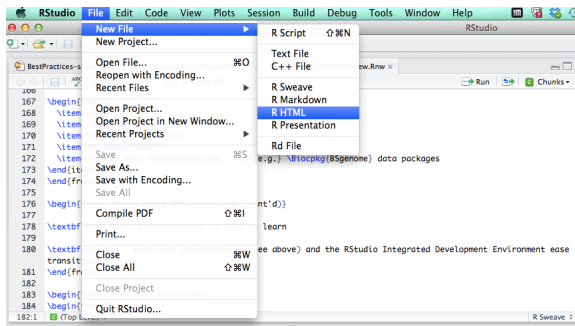 RStudio File Edit Code View Plots Session Build Debug Tools Window Help
RStudio
New File
New Project...
Open File... ⌘O
Reopen with Encoding...
Recent Files
Open Project...
Open Project in New Window...
Recent Projects
Save ⌘S
Save As...
Save with Encoding...
Save All
Compile PDF ⇧⌘I
Print...
Close ⌘W
Close All ⇧⌘W
Close Project
Quit RStudio...
R Script ⇧⌘N
Text File
C++ File
R Sweave
R Markdown
R HTML
R Presentation
Rd File
BestPractices-s
ew.Rnw
Run Chunks
166
167 \begin{
168 \item
169 \item
170 \item
171 \item
172 \item .g.} \Biocpkg{BSgenome} data packages
173 \end{ite
174 \end{fra
175
176 \begin{ nt'd)}
177
178 \textbf learn
179
180 \textbf ee above) and the RStudio Integrated Development Environment ease
transit
181 \end{fra
182
183 \begin{
184 \begin{
182:1 (Top L R Sweave